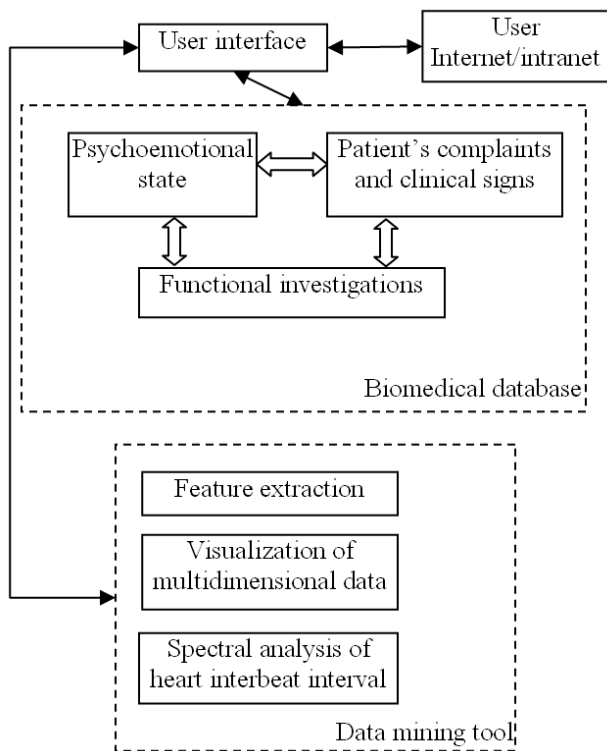 User interface
User
Internet/intranet
Psychoemotional
state
Patient's complaints
and clinical signs
Functional investigations
Biomedical database
Feature extraction
Visualization of
multidimensional data
Spectral analysis of
heart interbeat interval
Data mining tool